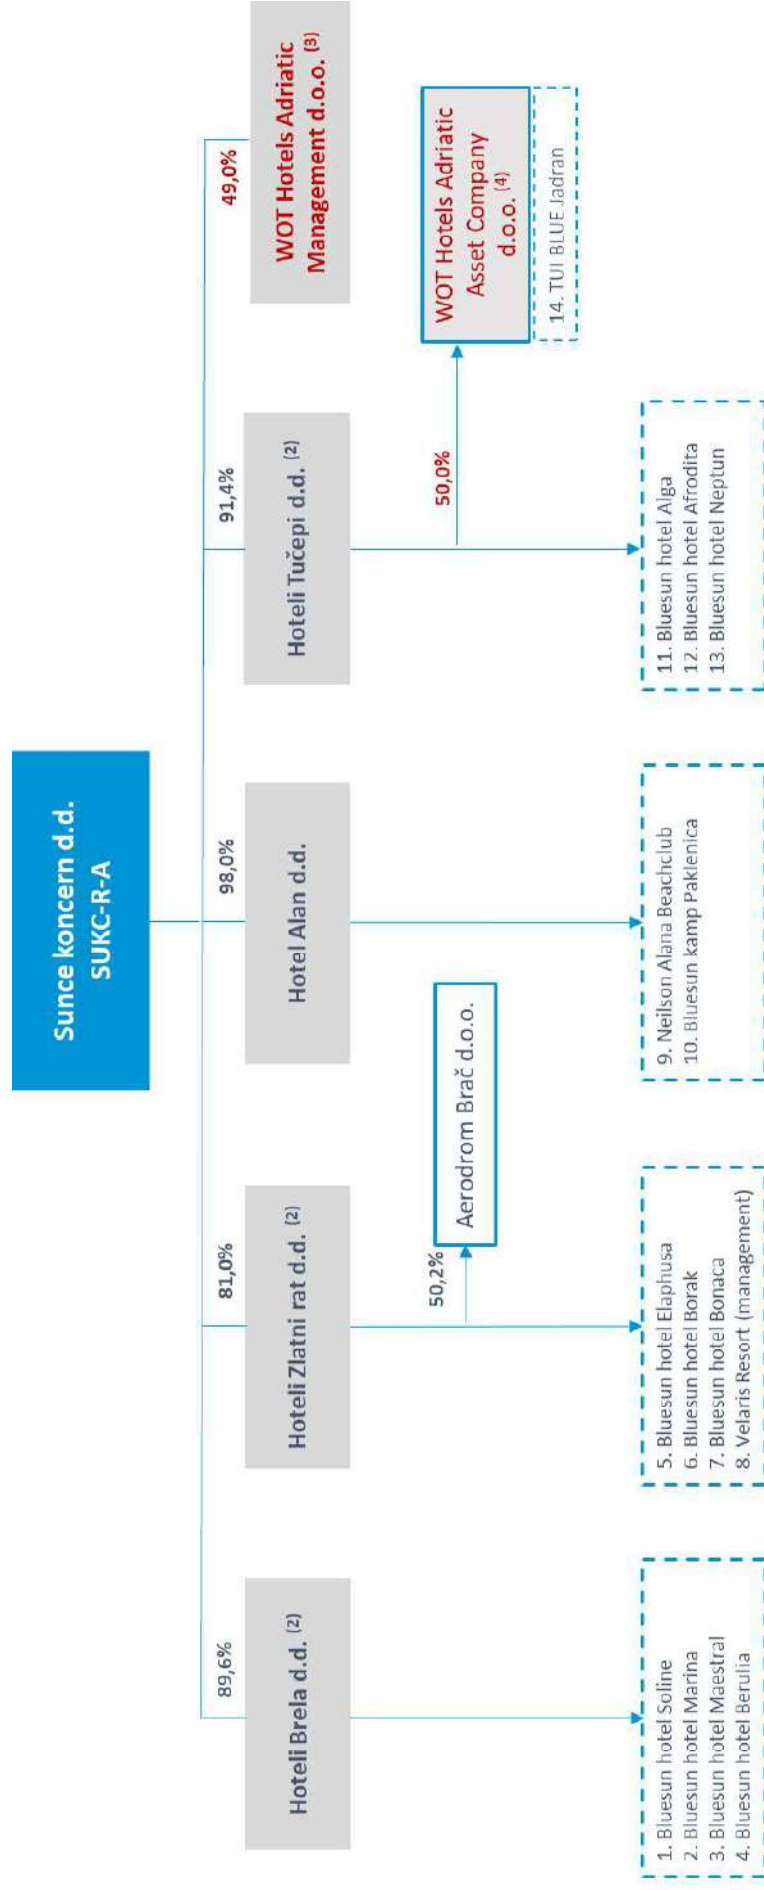 Sunce koncern d.d.
SUKC-R-A
89,6%
81,0%
98,0%
91,4%
49,0%
Hoteli Brela d.d. (2)
Hoteli Zlatni rat d.d. (2)
Hotel Alan d.d.
Hoteli Tučepi d.d. (2)
WOT Hotels Adriatic
Management d.o.o. (3)
50,2%
Aerodrom Brač d.o.o.
50,0%
WOT Hotels Adriatic
Asset Company
d.o.o. (4)
14. TUI BLUE Jadran
1. Bluesun hotel Soline
2. Bluesun hotel Marina
3. Bluesun hotel Maestral
4. Bluesun hotel Berulia
5. Bluesun hotel Elaphusa
6. Bluesun hotel Borak
7. Bluesun hotel Bonaca
8. Velaris Resort (management)
9. Neilson Alana Beachclub
10. Bluesun kamp Paklenica
11. Bluesun hotel Alga
12. Bluesun hotel Afrodita
13. Bluesun hotel Neptun